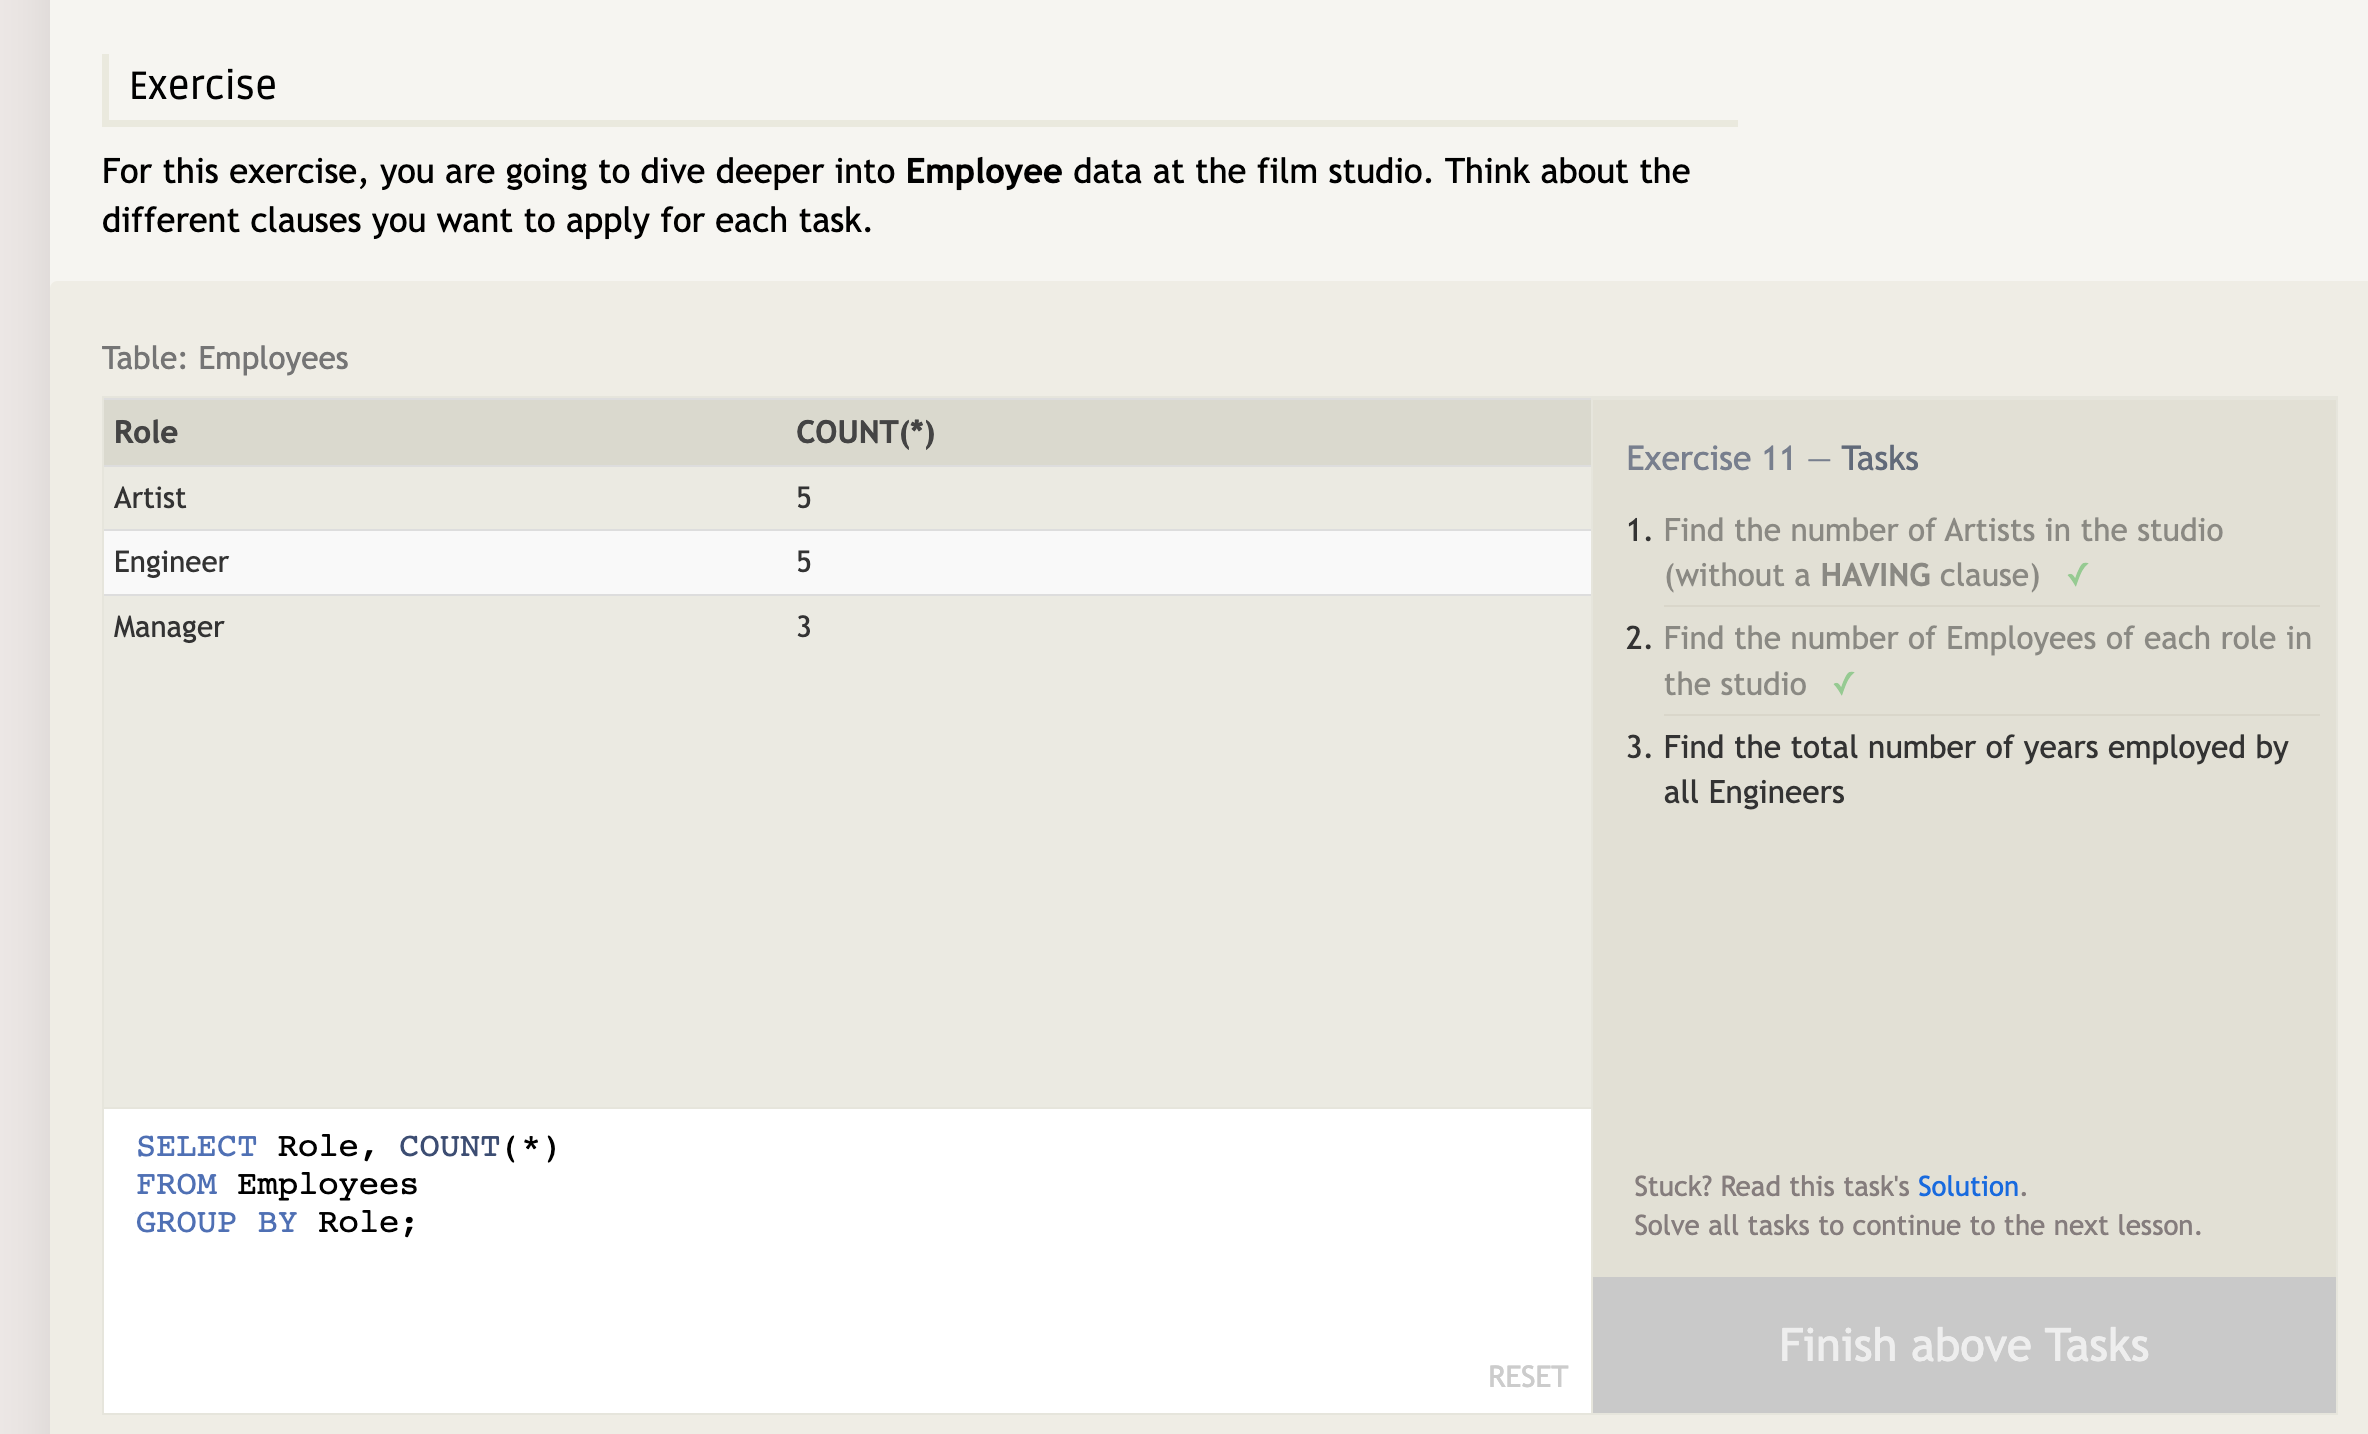 Exercise
For this exercise, you are going to dive deeper into Employee data at the film studio. Think about the
different clauses you want to apply for each task.
Table: Employees
Role COUNT(*)
Artist 5
Engineer 5
Manager 3
SELECT Role, COUNT(*)
FROM Employees
GROUP BY Role;
RESET
Exercise 11 — Tasks
1. Find the number of Artists in the studio
(without a HAVING clause) ✓
2. Find the number of Employees of each role in
the studio ✓
3. Find the total number of years employed by
all Engineers
Stuck? Read this task's Solution.
Solve all tasks to continue to the next lesson.
Finish above Tasks